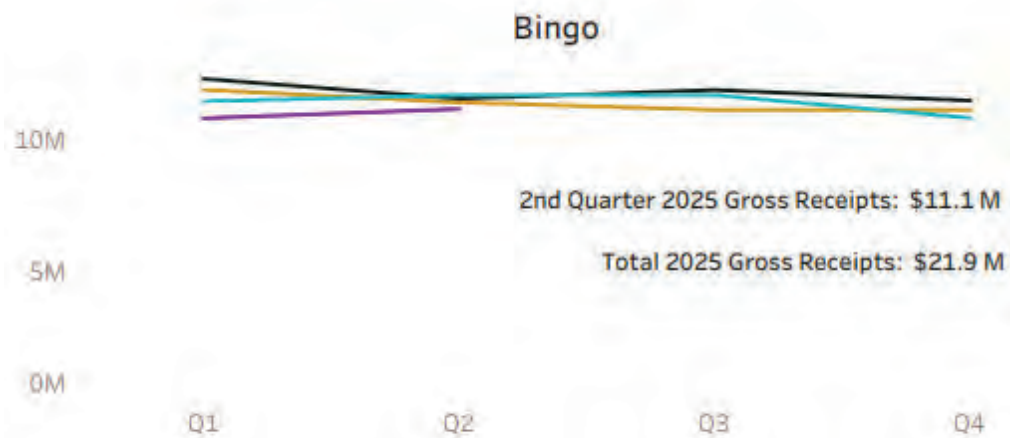 Bingo
10M
2nd Quarter 2025 Gross Receipts: $11.1 M
Total 2025 Gross Receipts: $21.9 M
5M
0M
Q1 Q2 Q3 Q4